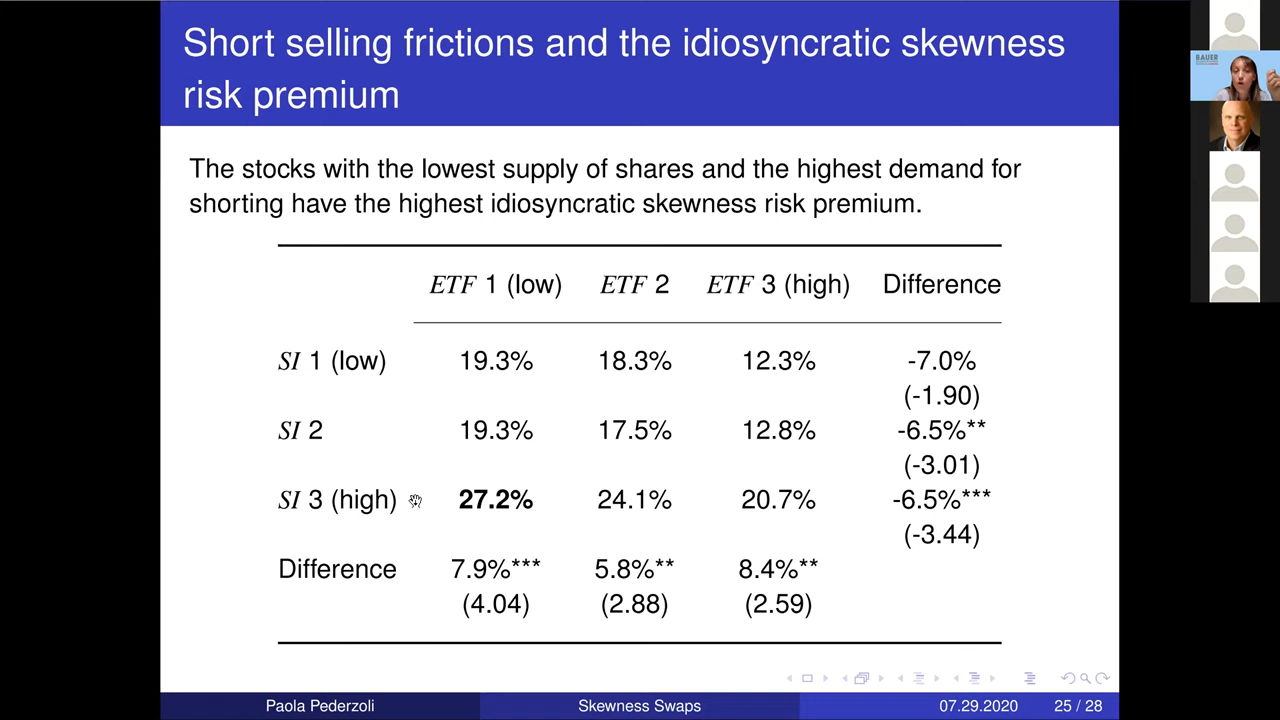 Short selling frictions and the idiosyncratic skewness
risk premium
The stocks with the lowest supply of shares and the highest demand for
shorting have the highest idiosyncratic skewness risk premium.
ETF 1 (low) ETF 2 ETF 3 (high) Difference
SI 1 (low) 19.3% 18.3% 12.3% -7.0%
(-1.90)
SI 2 19.3% 17.5% 12.8% -6.5%**
(-3.01)
SI 3 (high) 27.2% 24.1% 20.7% -6.5%***
(-3.44)
Difference 7.9%*** 5.8%** 8.4%**
(4.04) (2.88) (2.59)
Paola Pederzoli Skewness Swaps 07.29.2020 25 / 28
BAUER